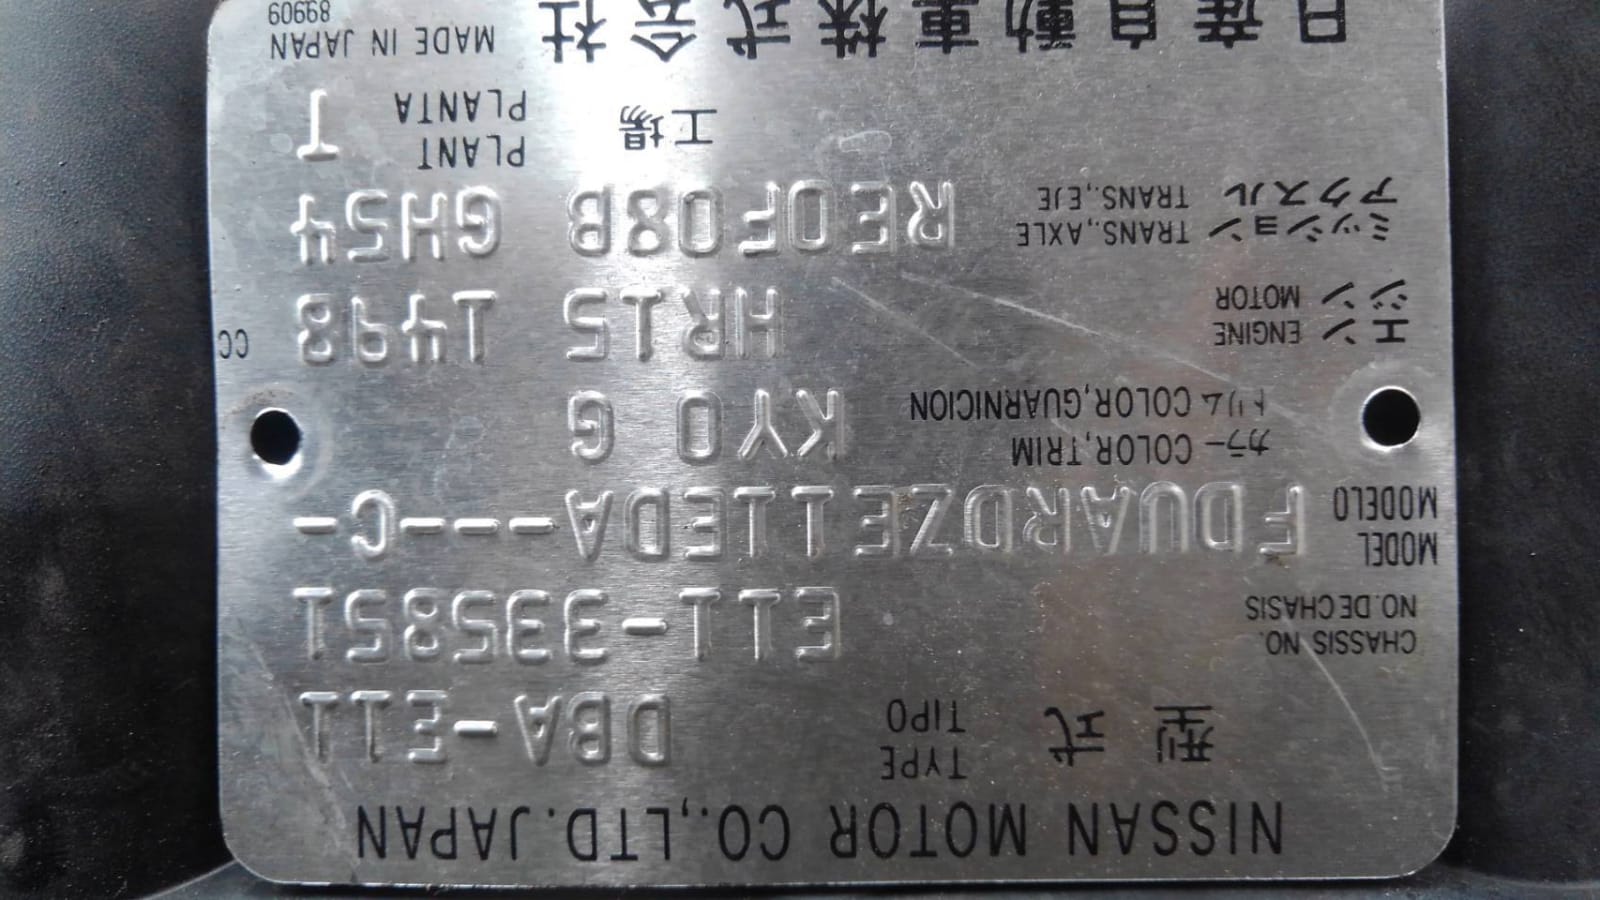 NISSAN MOTOR CO.,LTD. JAPAN
型式 TYPE TIPO DBA-E11
CHASSIS NO. NO. DE CHASIS E11-335851
MODEL MODELO FDUARDZE11EDA---C-
カラー COLOR,TRIM トリム COLOR,GUARNICION KY0 G
エンジン ENGINE MOTOR HR15 1498 CC
ミッション TRANS.,AXLE アクスル TRANS.,EJE RE0F08B GH54
工場 PLANT PLANTA T
日産自動車株式会社 MADE IN JAPAN
89909